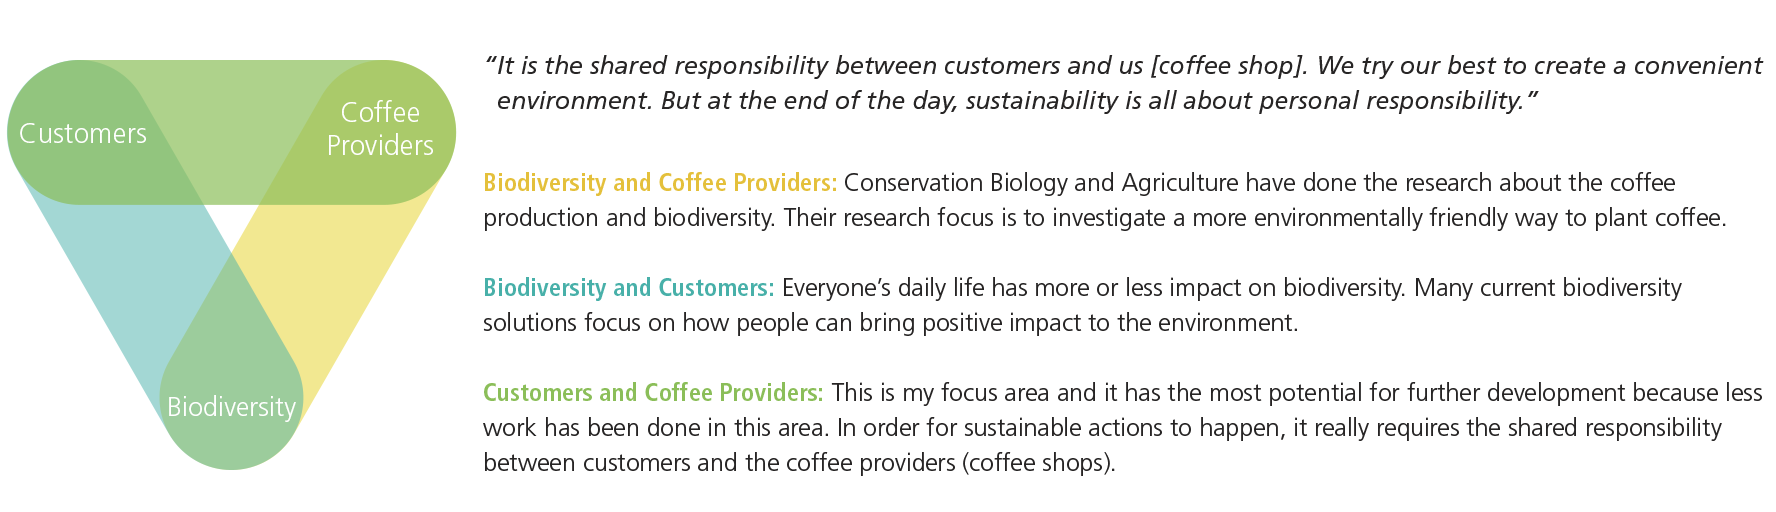 Customers
Coffee
Providers
Biodiversity
“It is the shared responsibility between customers and us [coffee shop]. We try our best to create a convenient
environment. But at the end of the day, sustainability is all about personal responsibility.”
Biodiversity and Coffee Providers: Conservation Biology and Agriculture have done the research about the coffee
production and biodiversity. Their research focus is to investigate a more environmentally friendly way to plant coffee.
Biodiversity and Customers: Everyone’s daily life has more or less impact on biodiversity. Many current biodiversity
solutions focus on how people can bring positive impact to the environment.
Customers and Coffee Providers: This is my focus area and it has the most potential for further development because less
work has been done in this area. In order for sustainable actions to happen, it really requires the shared responsibility
between customers and the coffee providers (coffee shops).